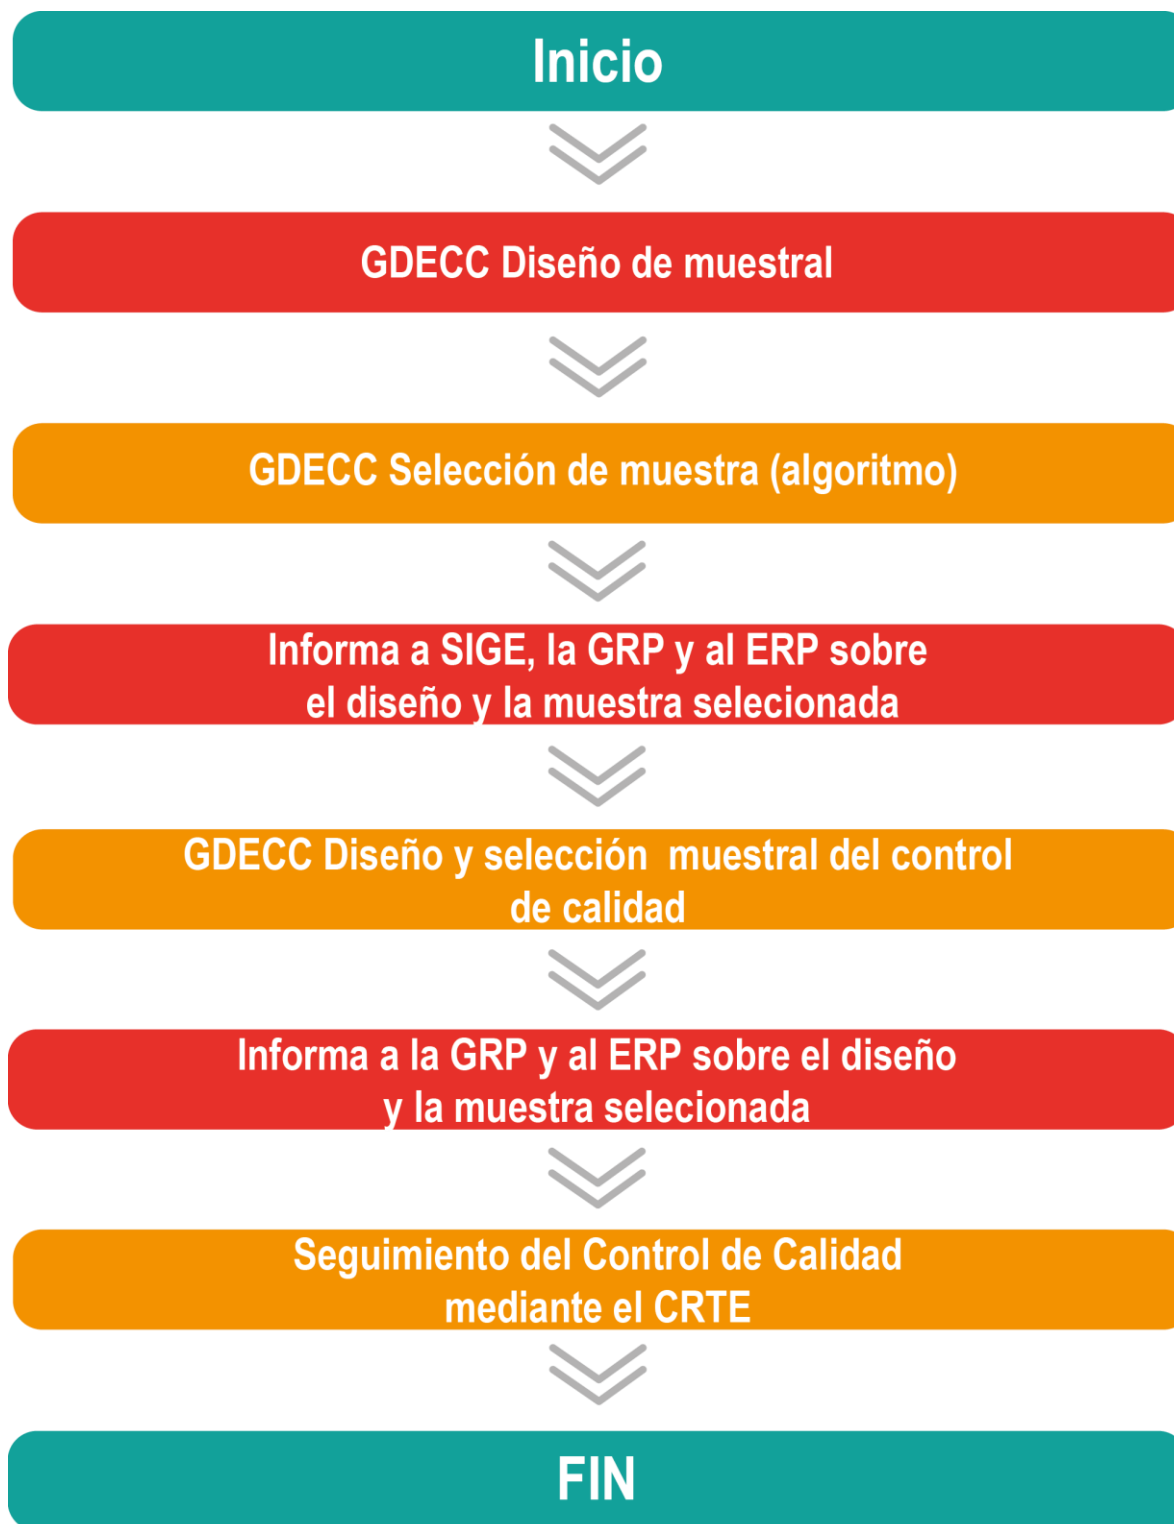 Inicio
GDECC Diseño de muestral
GDECC Selección de muestra (algoritmo)
Informa a SIGE, la GRP y al ERP sobre
el diseño y la muestra selecionada
GDECC Diseño y selección  muestral del control
de calidad
Informa a la GRP y al ERP sobre el diseño
y la muestra selecionada
Seguimiento del Control de Calidad
mediante el CRTE
FIN